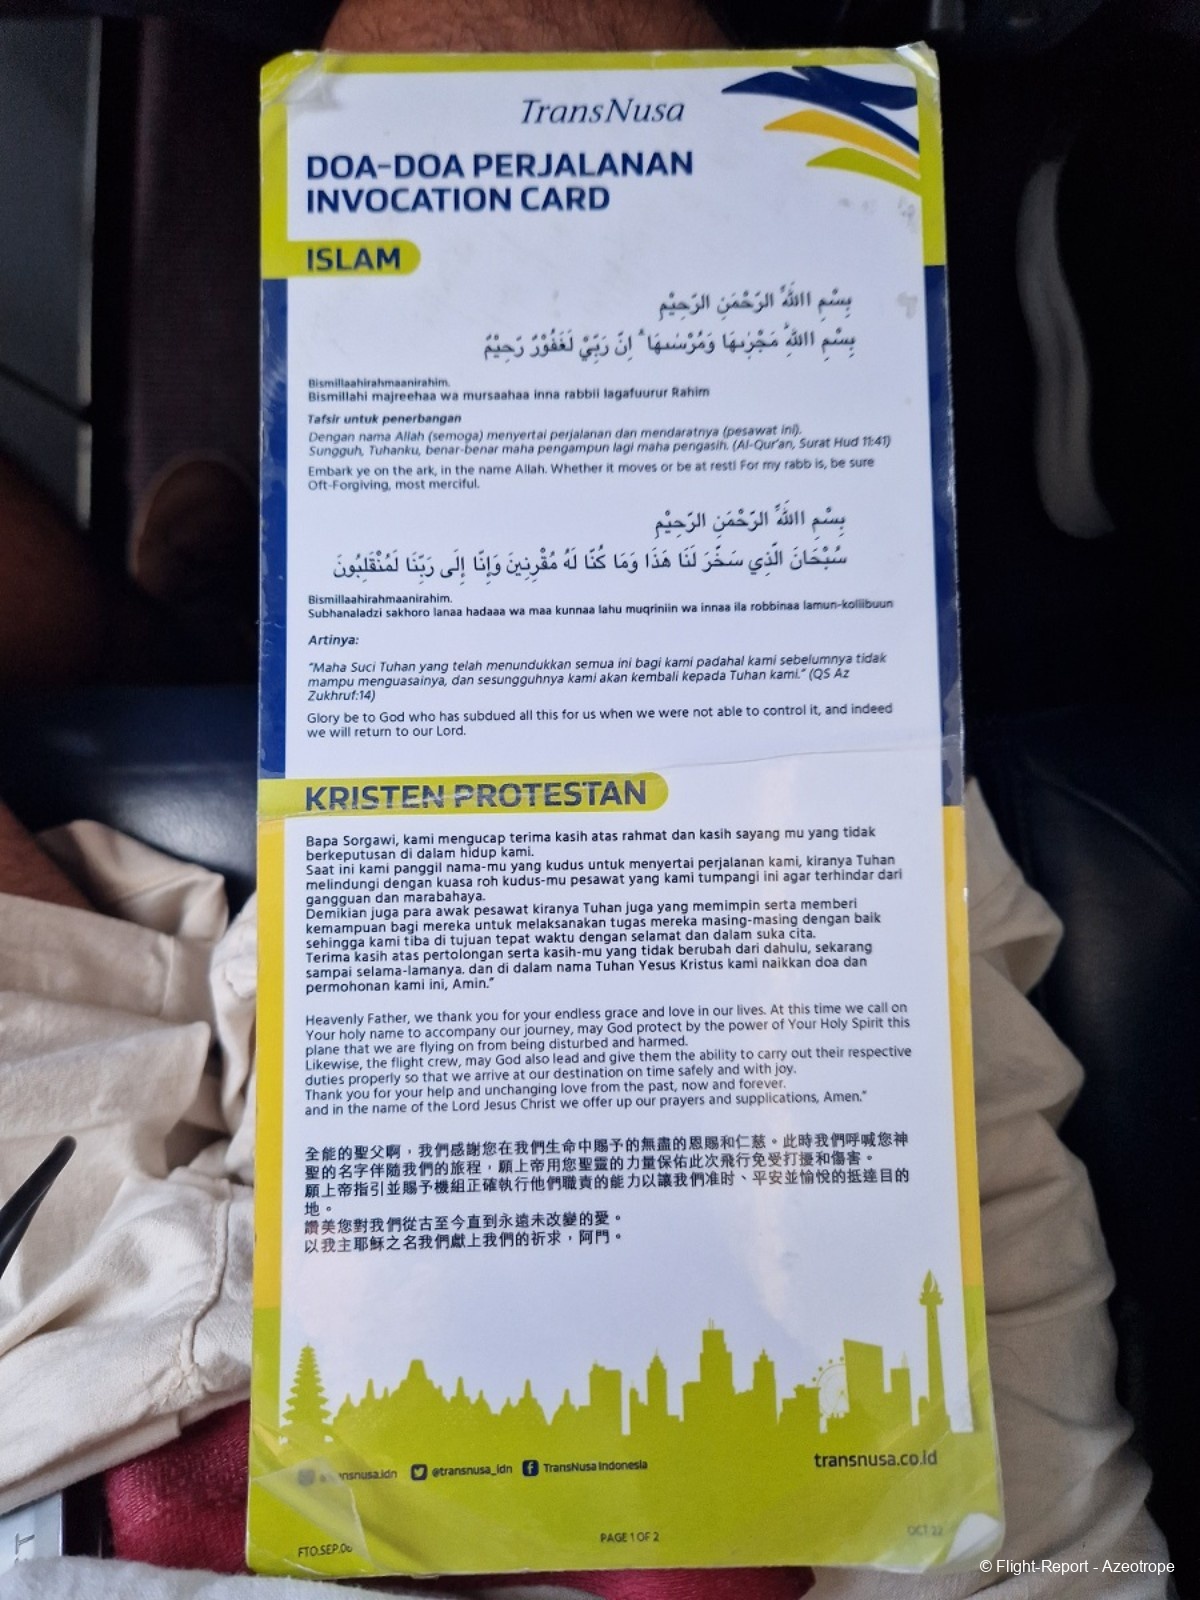 TransNusa
DOA-DOA PERJALANAN
INVOCATION CARD
ISLAM
بِسْمِ اللهِ الرَّحْمَنِ الرَّحِيْمِ
بِسْمِ اللهِ مَجْرٰىهَا وَمُرْسٰىهَا ۗ اِنَّ رَبِّيْ لَغَفُوْرٌ رَحِيْمٌ
Bismillaahirahmaanirahim.
Bismillahi majreehaa wa mursaahaa inna rabbii lagafuurur Rahim
Tafsir untuk penerbangan
Dengan nama Allah (semoga) menyertai perjalanan dan mendaratnya (pesawat ini).
Sungguh, Tuhanku, benar-benar maha pengampun lagi maha pengasih. (Al-Qur'an, Surat Hud 11:41)
Embark ye on the ark, in the name Allah. Whether it moves or be at rest! For my rabb is, be sure
Oft-Forgiving, most merciful.
بِسْمِ اللهِ الرَّحْمَنِ الرَّحِيْمِ
سُبْحَانَ الَّذِي سَخَّرَ لَنَا هَذَا وَمَا كُنَّا لَهُ مُقْرِنِينَ وَإِنَّا إِلَى رَبِّنَا لَمُنْقَلِبُونَ
Bismillaahirahmaanirahim.
Subhanaladzi sakhoro lanaa hadaaa wa maa kunnaa lahu muqriniin wa innaa ila robbinaa lamun-koliibuun
Artinya:
"Maha Suci Tuhan yang telah menundukkan semua ini bagi kami padahal kami sebelumnya tidak
mampu menguasainya, dan sesungguhnya kami akan kembali kepada Tuhan kami." (QS Az
Zukhruf:14)
Glory be to God who has subdued all this for us when we were not able to control it, and indeed
we will return to our Lord.
KRISTEN PROTESTAN
Bapa Sorgawi, kami mengucap terima kasih atas rahmat dan kasih sayang mu yang tidak
berkeputusan di dalam hidup kami.
Saat ini kami panggil nama-mu yang kudus untuk menyertai perjalanan kami, kiranya Tuhan
melindungi dengan kuasa roh kudus-mu pesawat yang kami tumpangi ini agar terhindar dari
gangguan dan marabahaya.
Demikian juga para awak pesawat kiranya Tuhan juga yang memimpin serta memberi
kemampuan bagi mereka untuk melaksanakan tugas mereka masing-masing dengan baik
sehingga kami tiba di tujuan tepat waktu dengan selamat dan dalam suka cita.
Terima kasih atas pertolongan serta kasih-mu yang tidak berubah dari dahulu, sekarang
sampai selama-lamanya. dan di dalam nama Tuhan Yesus Kristus kami naikkan doa dan
permohonan kami ini, Amin."
Heavenly Father, we thank you for your endless grace and love in our lives. At this time we call on
Your holy name to accompany our journey, may God protect by the power of Your Holy Spirit this
plane that we are flying on from being disturbed and harmed.
Likewise, the flight crew, may God also lead and give them the ability to carry out their respective
duties properly so that we arrive at our destination on time safely and with joy.
Thank you for your help and unchanging love from the past, now and forever.
and in the name of the Lord Jesus Christ we offer up our prayers and supplications, Amen."
全能的聖父啊，我們感謝您在我們生命中賜予的無盡的恩賜和仁慈。此時我們呼喊您神
聖的名字伴隨我們的旅程，願上帝用您聖靈的力量保佑此次飛行免受打擾和傷害。
願上帝指引並賜予機組正確執行他們職責的能力以讓我們准时、平安並愉悅的抵達目的
地。
讚美您對我們從古至今直到永遠未改變的愛。
以我主耶穌之名我們獻上我們的祈求，阿門。
@transnusa_idn TransNusa Indonesia transnusa.co.id
PAGE 1 OF 2 OCT 22
© Flight-Report - Azeotrope